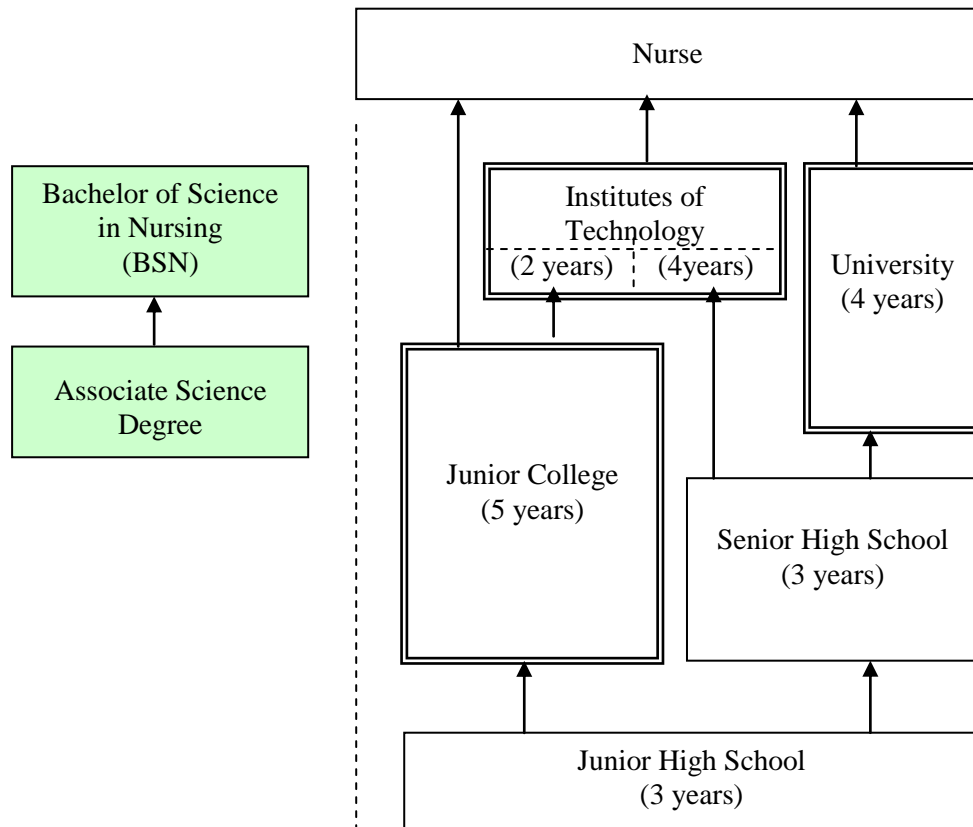 Nurse
Bachelor of Science
in Nursing
(BSN)
Institutes of
Technology
(2 years)
(4years)
University
(4 years)
Associate Science
Degree
Junior College
(5 years)
Senior High School
(3 years)
Junior High School
(3 years)